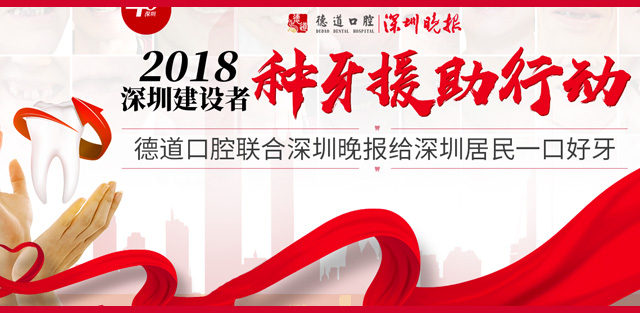 德道口腔 深圳晚报
DEDAO DENTAL HOSPITAL
2018
深圳建设者
种牙援助行动
德道口腔联合深圳晚报给深圳居民一口好牙